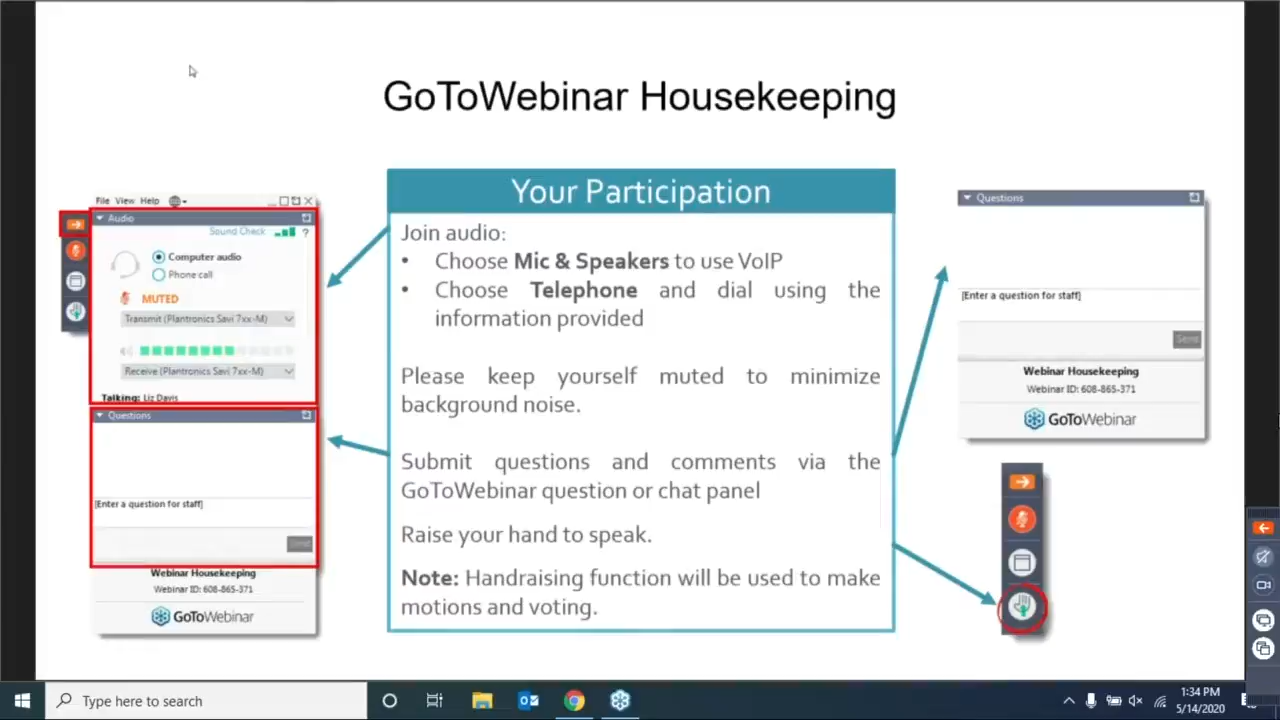 GoToWebinar Housekeeping
File View Help
Audio
Sound Check
?
Computer audio
Phone call
MUTED
Transmit (Plantronics Savi 7xx-M)
Receive (Plantronics Savi 7xx-M)
Talking: Liz Davis
Questions
[Enter a question for staff]
Send
Webinar Housekeeping
Webinar ID: 608-865-371
GoToWebinar
Your Participation
Join audio:
• Choose Mic & Speakers to use VoIP
• Choose Telephone and dial using the
information provided
Please keep yourself muted to minimize
background noise.
Submit questions and comments via the
GoToWebinar question or chat panel
Raise your hand to speak.
Note: Handraising function will be used to make
motions and voting.
Questions
[Enter a question for staff]
Send
Webinar Housekeeping
Webinar ID: 608-865-371
GoToWebinar
Type here to search
1:34 PM
5/14/2020